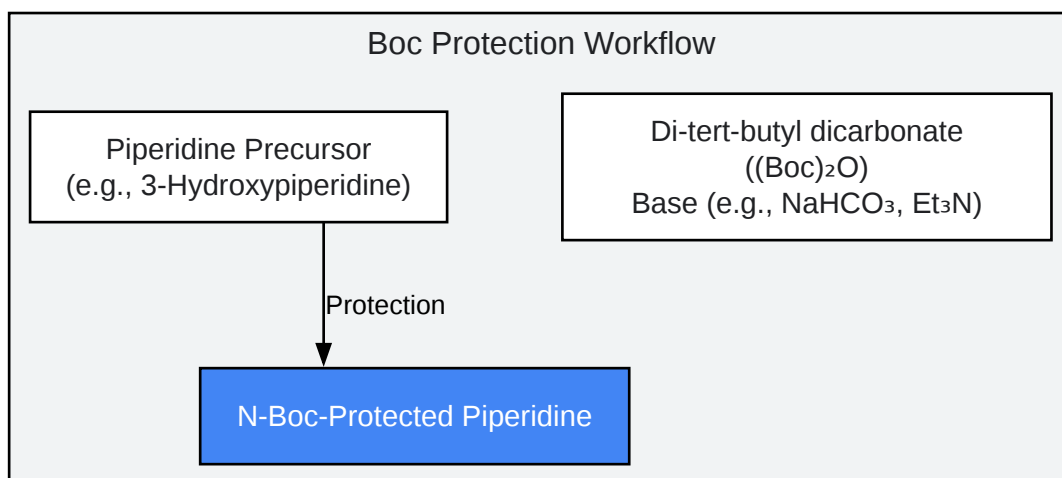 Boc Protection Workflow
Piperidine Precursor
(e.g., 3-Hydroxypiperidine)
Di-tert-butyl dicarbonate
((Boc)₂O)
Base (e.g., NaHCO₃, Et₃N)
Protection
N-Boc-Protected Piperidine